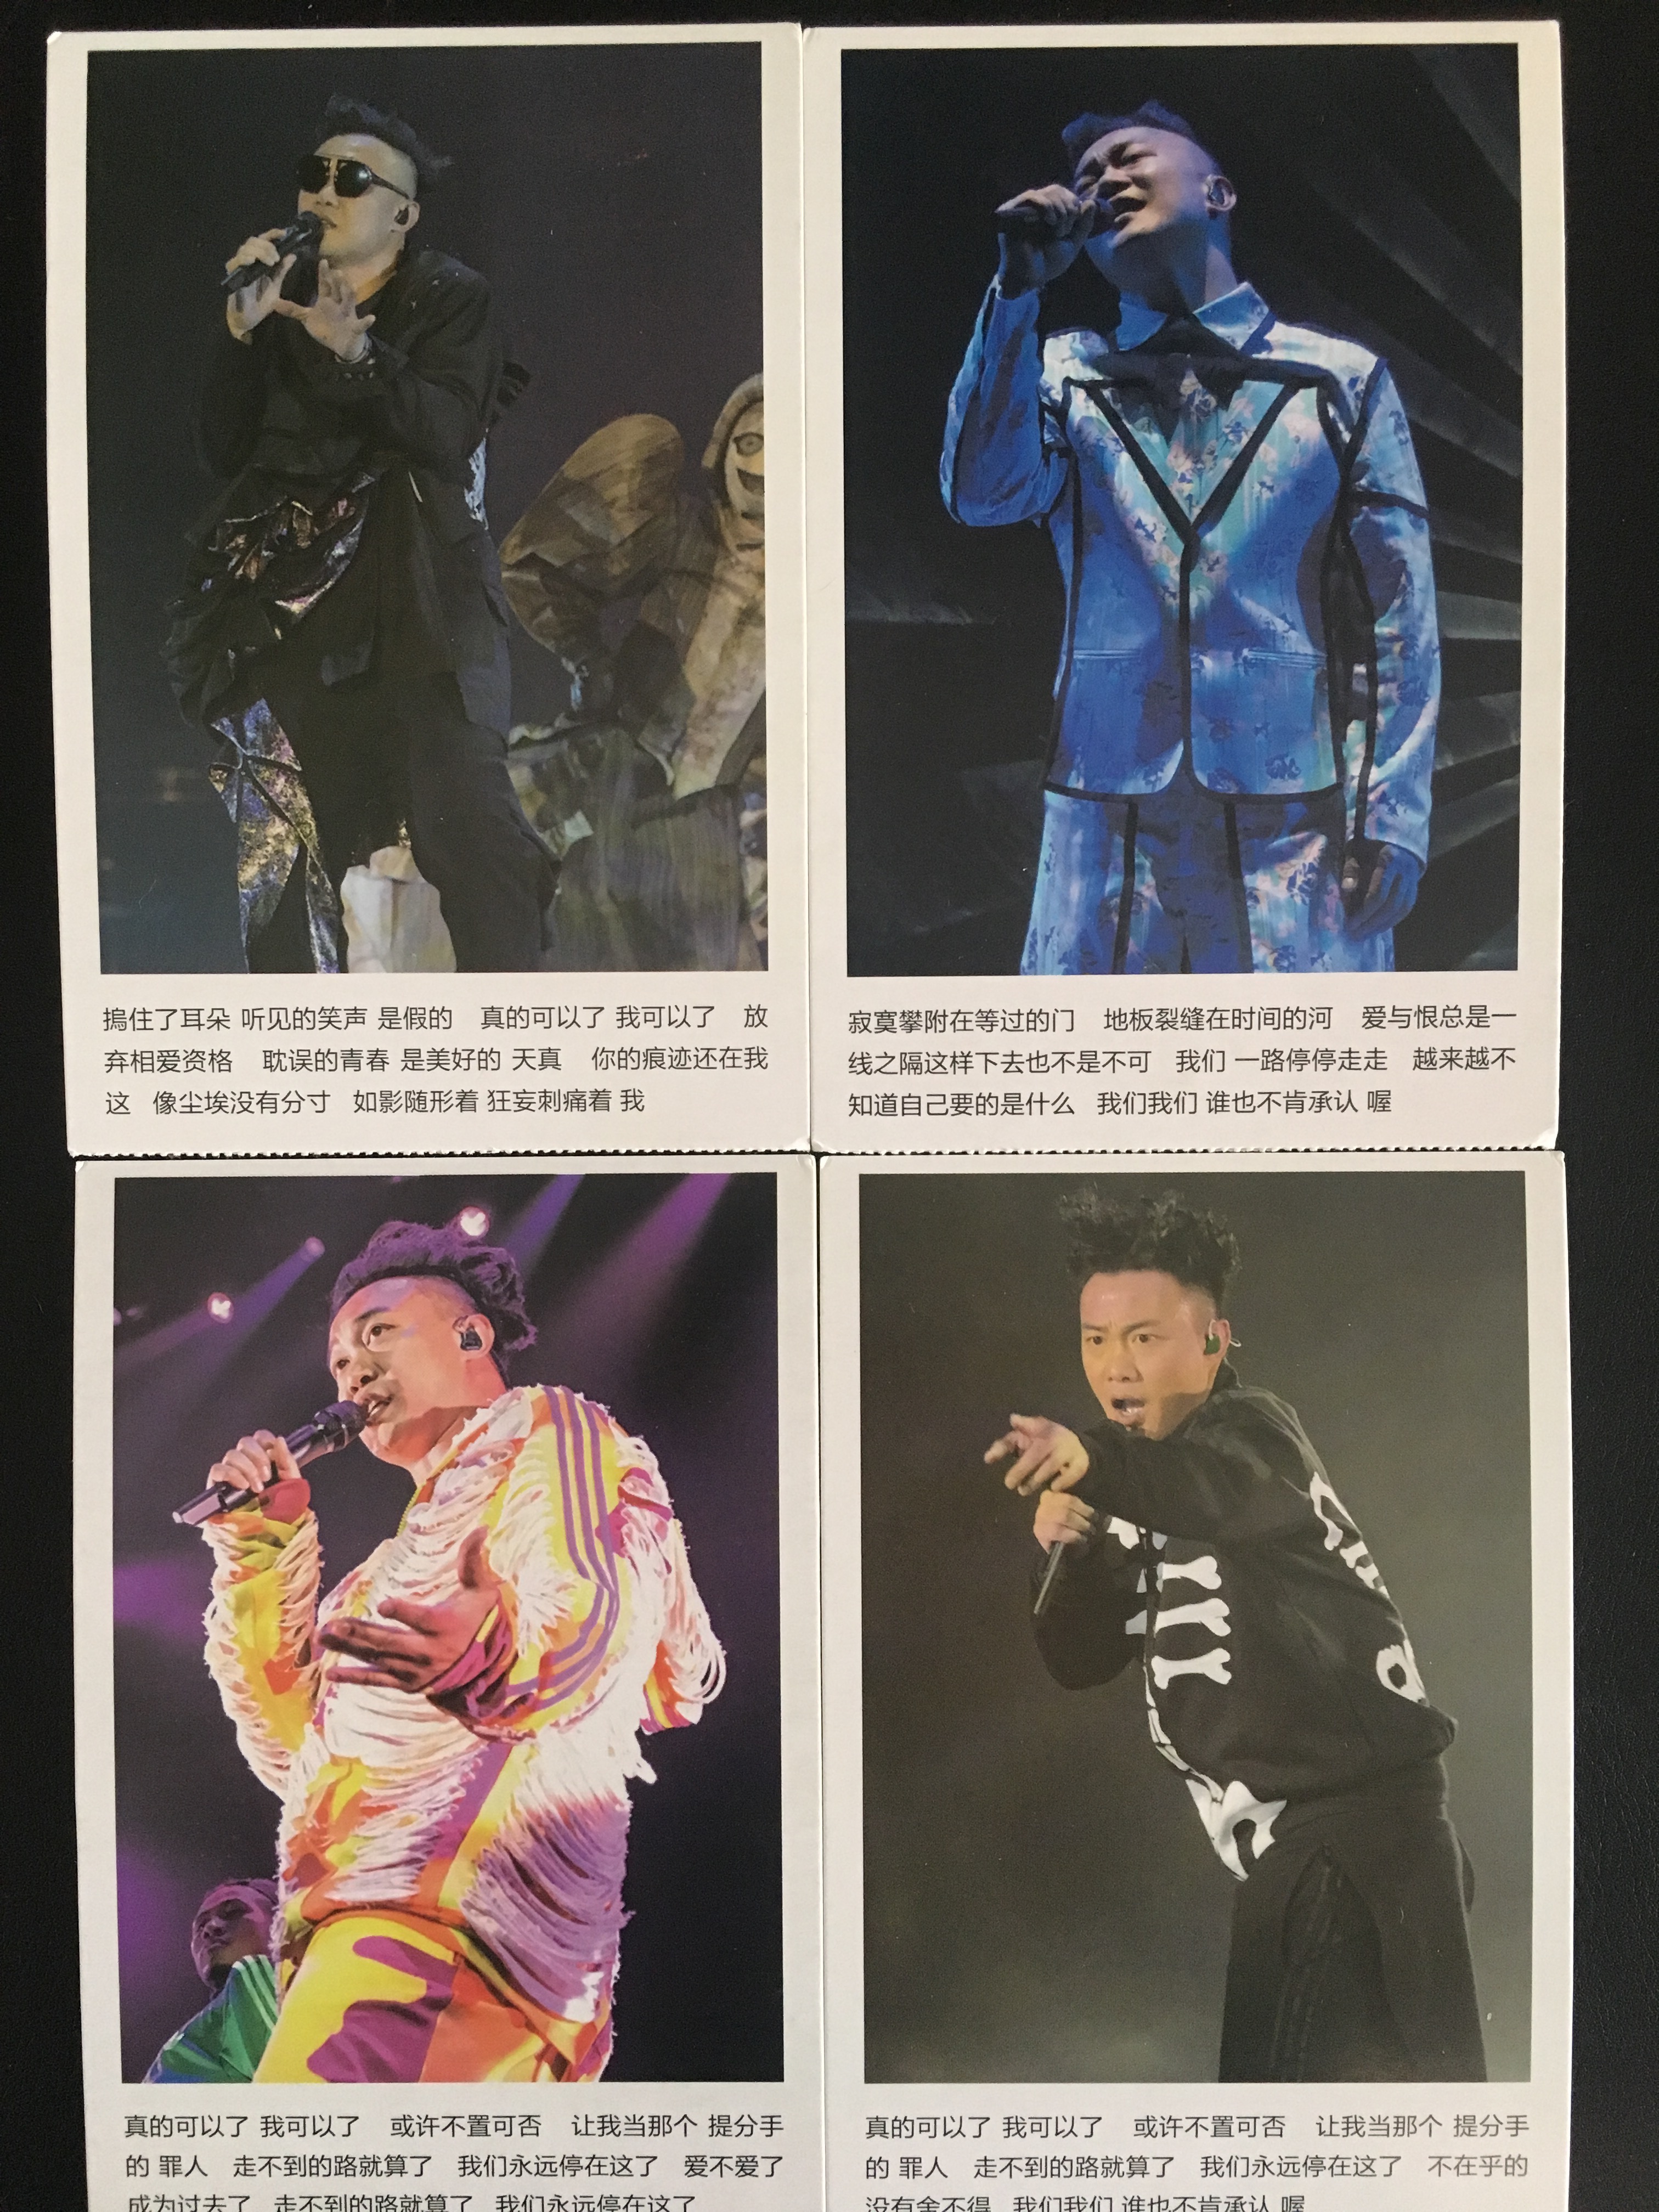 摀住了耳朵 听见的笑声 是假的 真的可以了 我可以了 放
弃相爱资格 耽误的青春 是美好的 天真 你的痕迹还在我
这 像尘埃没有分寸 如影随形着 狂妄刺痛着 我
寂寞攀附在等过的门 地板裂缝在时间的河 爱与恨总是一
线之隔这样下去也不是不可 我们 一路停停走走 越来越不
知道自己要的是什么 我们我们 谁也不肯承认 喔
真的可以了 我可以了 或许不置可否 让我当那个 提分手
的 罪人 走不到的路就算了 我们永远停在这了 爱不爱了
成为过去了 走不到的路就算了 我们永远停在这了
真的可以了 我可以了 或许不置可否 让我当那个 提分手
的 罪人 走不到的路就算了 我们永远停在这了 不在乎的
没有舍不得 我们我们 谁也不肯承认 喔